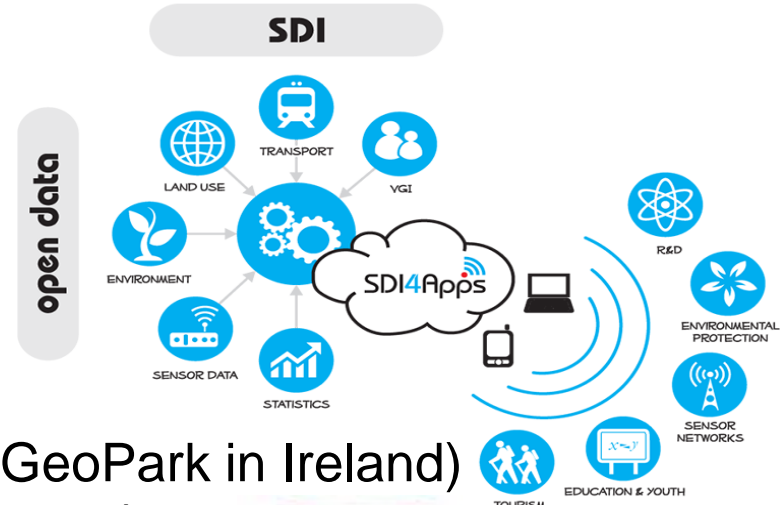 SDI
open data
TRANSPORT
LAND USE
VGI
ENVIRONMENT
SDI4Apps
SENSOR DATA
STATISTICS
R&D
ENVIRONMENTAL
PROTECTION
SENSOR
NETWORKS
x=y
EDUCATION & YOUTH
TOURISM
GeoPark in Ireland)